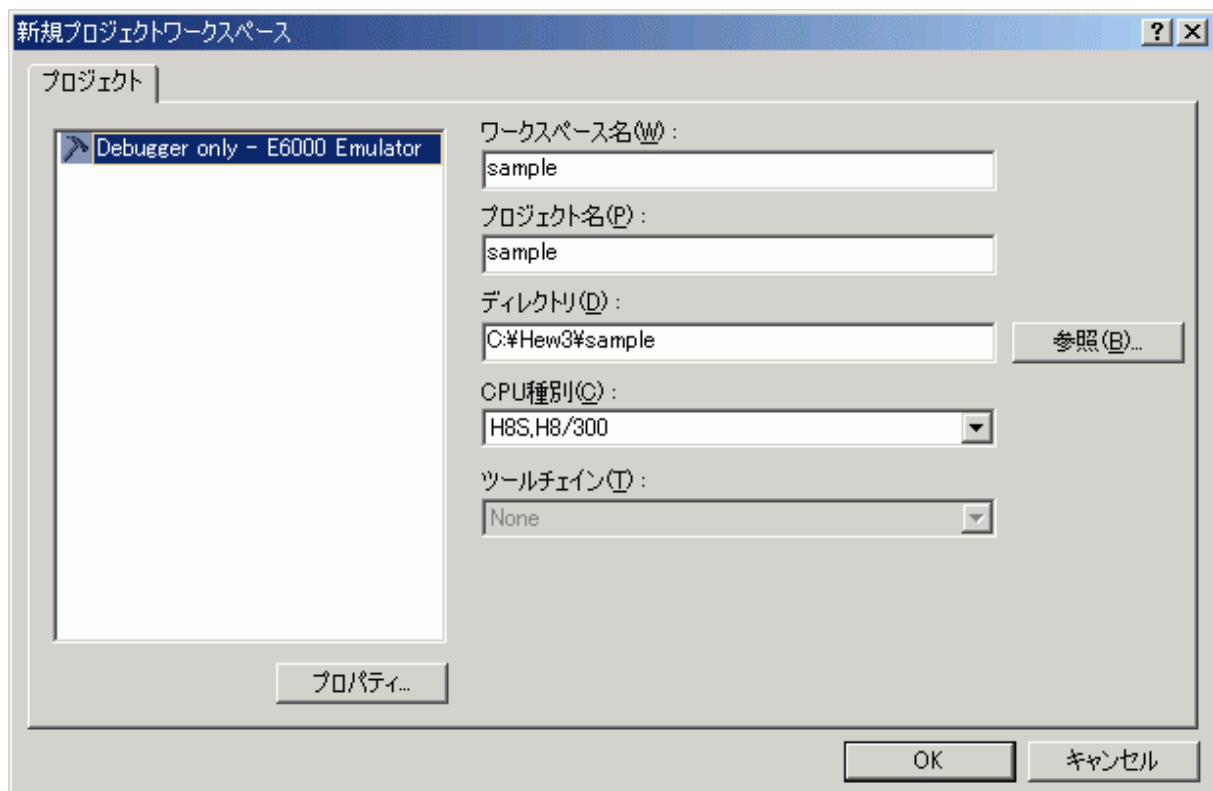 新規プロジェクトワークスペース
プロジェクト
Debugger only - E6000 Emulator
プロパティ...
ワークスペース名(W) :
sample
プロジェクト名(P) :
sample
ディレクトリ(D) :
C:¥Hew3¥sample
参照(B)...
CPU種別(C) :
H8S,H8/300
ツールチェイン(T) :
None
OK
キャンセル